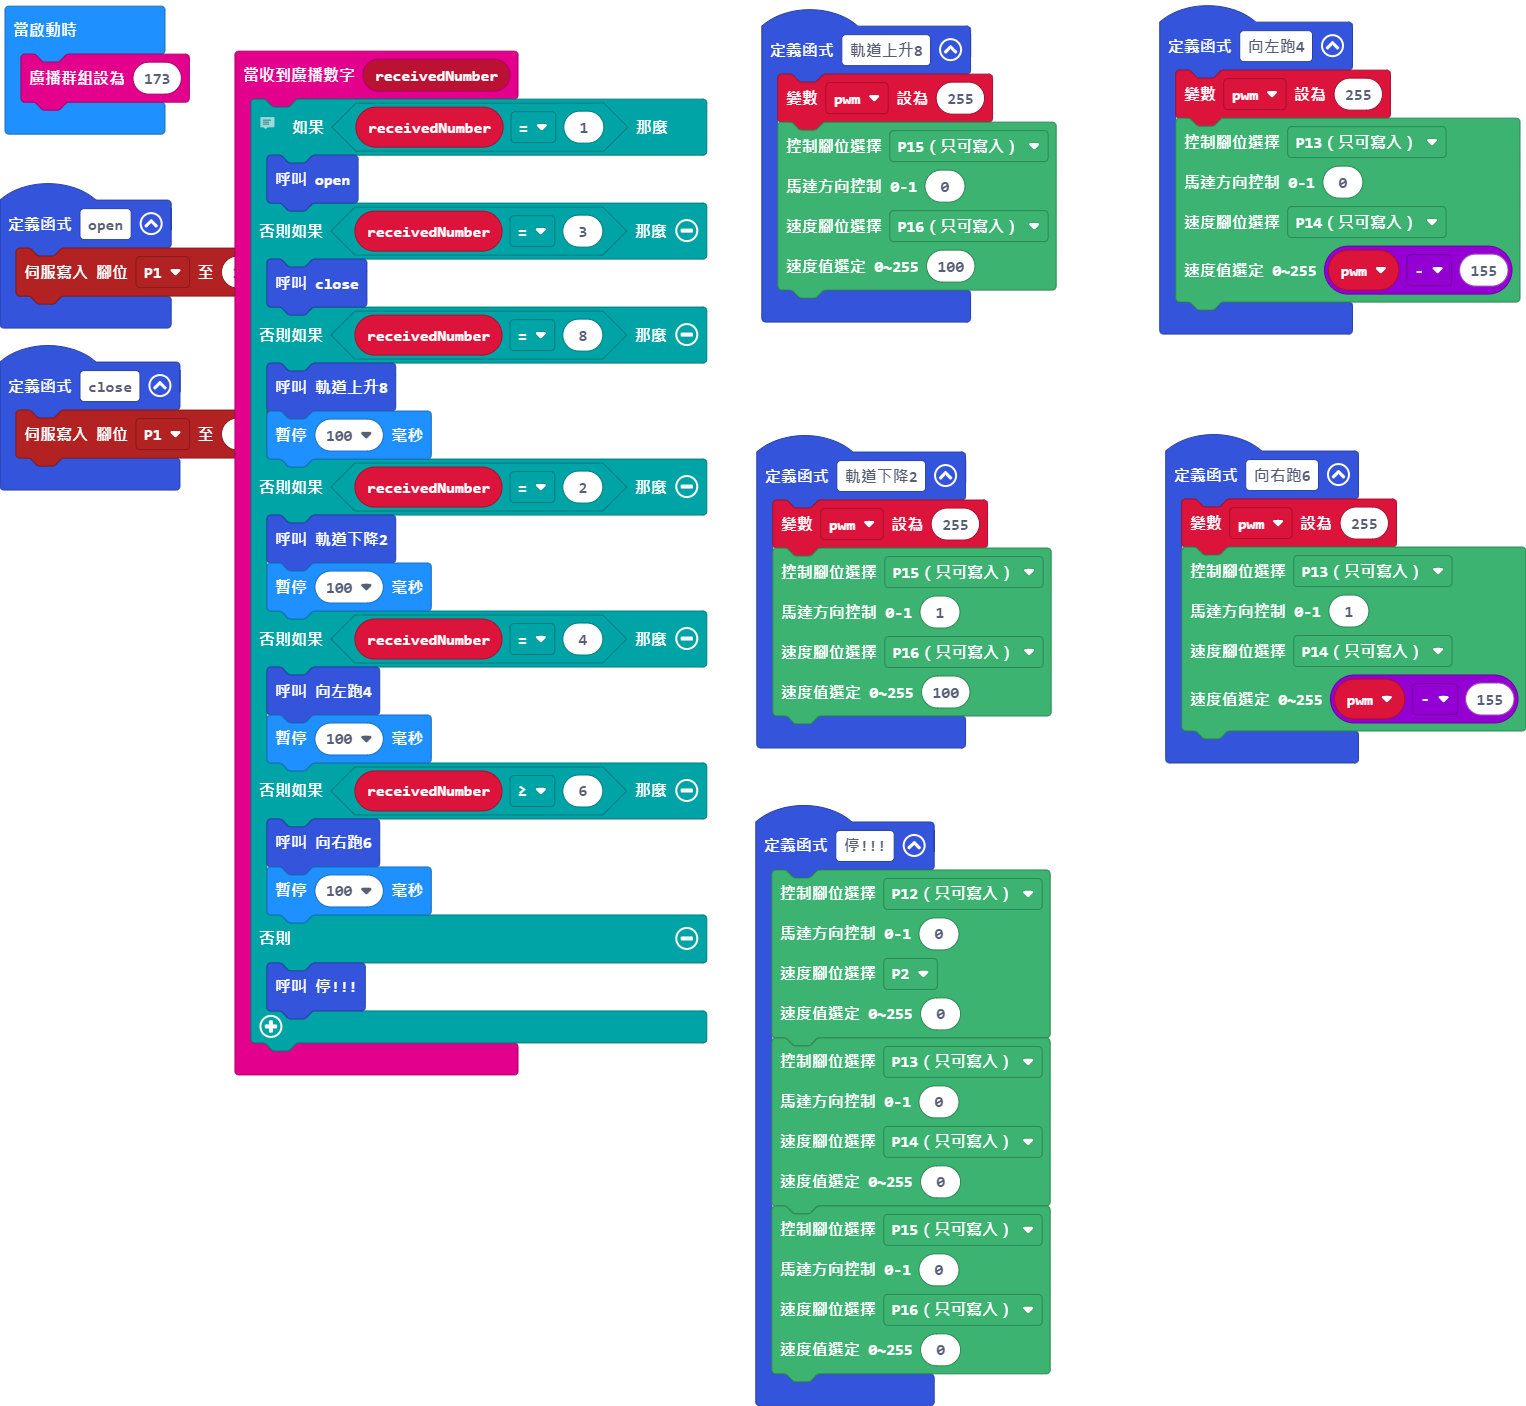 當啟動時
廣播群組設為 173
定義函式 open
伺服寫入 腳位 P1 至
定義函式 close
伺服寫入 腳位 P1 至
當收到廣播數字 receivedNumber
如果 receivedNumber = 1 那麼
呼叫 open
否則如果 receivedNumber = 3 那麼
呼叫 close
否則如果 receivedNumber = 8 那麼
呼叫 軌道上升8
暫停 100 毫秒
否則如果 receivedNumber = 2 那麼
呼叫 軌道下降2
暫停 100 毫秒
否則如果 receivedNumber = 4 那麼
呼叫 向左跑4
暫停 100 毫秒
否則如果 receivedNumber ≥ 6 那麼
呼叫 向右跑6
暫停 100 毫秒
否則
呼叫 停!!!
定義函式 軌道上升8
變數 pwm 設為 255
控制腳位選擇 P15 ( 只可寫入 )
馬達方向控制 0-1 0
速度腳位選擇 P16 ( 只可寫入 )
速度值選定 0~255 100
定義函式 向左跑4
變數 pwm 設為 255
控制腳位選擇 P13 ( 只可寫入 )
馬達方向控制 0-1 0
速度腳位選擇 P14 ( 只可寫入 )
速度值選定 0~255 pwm - 155
定義函式 軌道下降2
變數 pwm 設為 255
控制腳位選擇 P15 ( 只可寫入 )
馬達方向控制 0-1 1
速度腳位選擇 P16 ( 只可寫入 )
速度值選定 0~255 100
定義函式 向右跑6
變數 pwm 設為 255
控制腳位選擇 P13 ( 只可寫入 )
馬達方向控制 0-1 1
速度腳位選擇 P14 ( 只可寫入 )
速度值選定 0~255 pwm - 155
定義函式 停!!!
控制腳位選擇 P12 ( 只可寫入 )
馬達方向控制 0-1 0
速度腳位選擇 P2
速度值選定 0~255 0
控制腳位選擇 P13 ( 只可寫入 )
馬達方向控制 0-1 0
速度腳位選擇 P14 ( 只可寫入 )
速度值選定 0~255 0
控制腳位選擇 P15 ( 只可寫入 )
馬達方向控制 0-1 0
速度腳位選擇 P16 ( 只可寫入 )
速度值選定 0~255 0